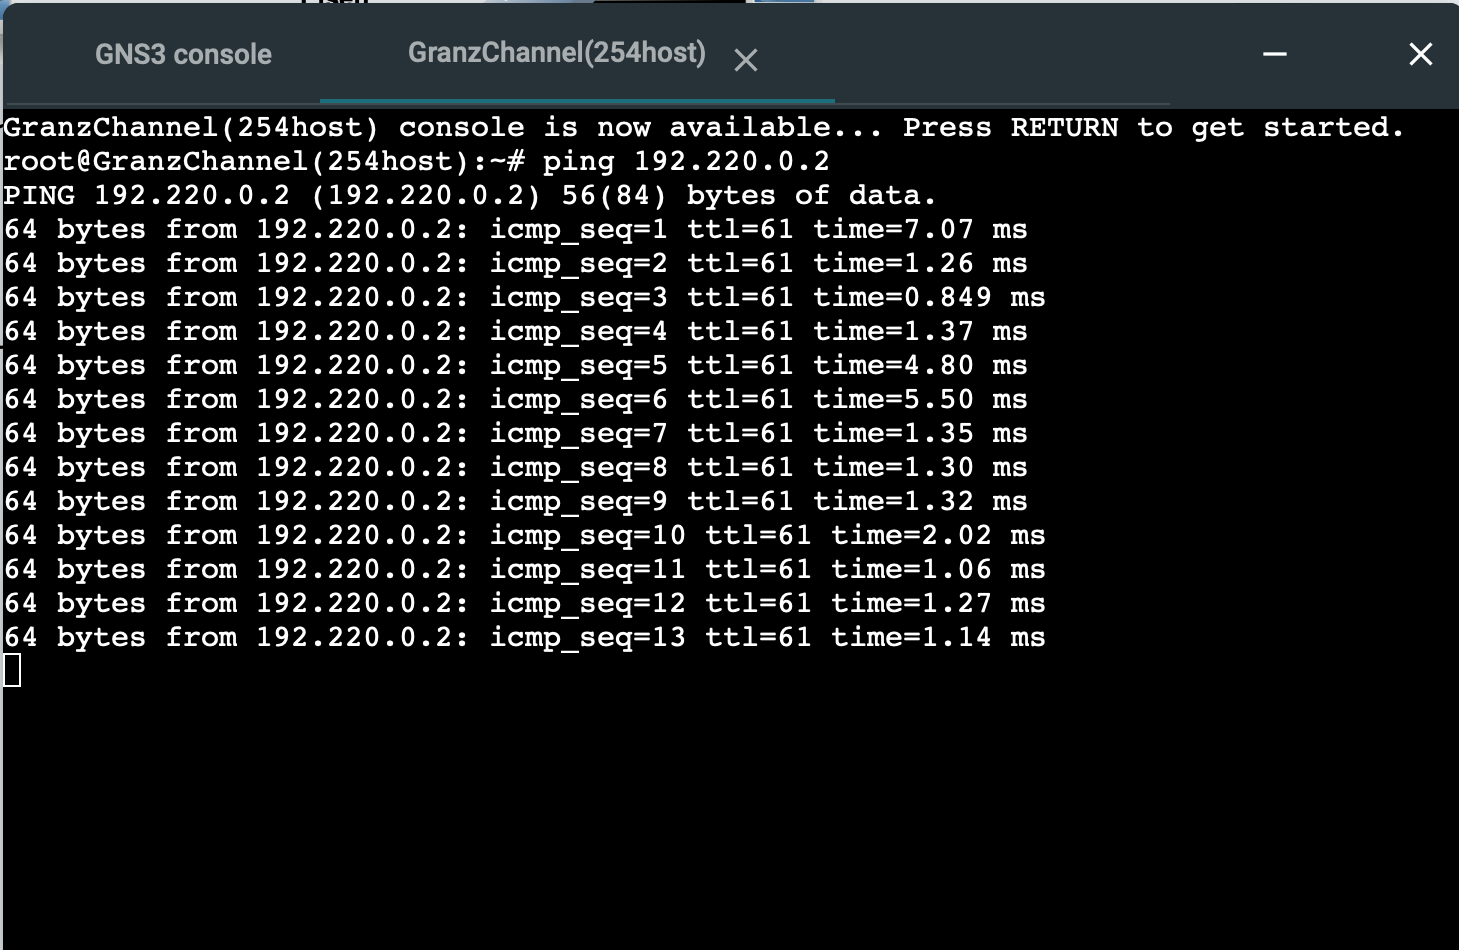 GNS3 console
GranzChannel(254host)
GranzChannel(254host) console is now available... Press RETURN to get started.
root@GranzChannel(254host):~# ping 192.220.0.2
PING 192.220.0.2 (192.220.0.2) 56(84) bytes of data.
64 bytes from 192.220.0.2: icmp_seq=1 ttl=61 time=7.07 ms
64 bytes from 192.220.0.2: icmp_seq=2 ttl=61 time=1.26 ms
64 bytes from 192.220.0.2: icmp_seq=3 ttl=61 time=0.849 ms
64 bytes from 192.220.0.2: icmp_seq=4 ttl=61 time=1.37 ms
64 bytes from 192.220.0.2: icmp_seq=5 ttl=61 time=4.80 ms
64 bytes from 192.220.0.2: icmp_seq=6 ttl=61 time=5.50 ms
64 bytes from 192.220.0.2: icmp_seq=7 ttl=61 time=1.35 ms
64 bytes from 192.220.0.2: icmp_seq=8 ttl=61 time=1.30 ms
64 bytes from 192.220.0.2: icmp_seq=9 ttl=61 time=1.32 ms
64 bytes from 192.220.0.2: icmp_seq=10 ttl=61 time=2.02 ms
64 bytes from 192.220.0.2: icmp_seq=11 ttl=61 time=1.06 ms
64 bytes from 192.220.0.2: icmp_seq=12 ttl=61 time=1.27 ms
64 bytes from 192.220.0.2: icmp_seq=13 ttl=61 time=1.14 ms